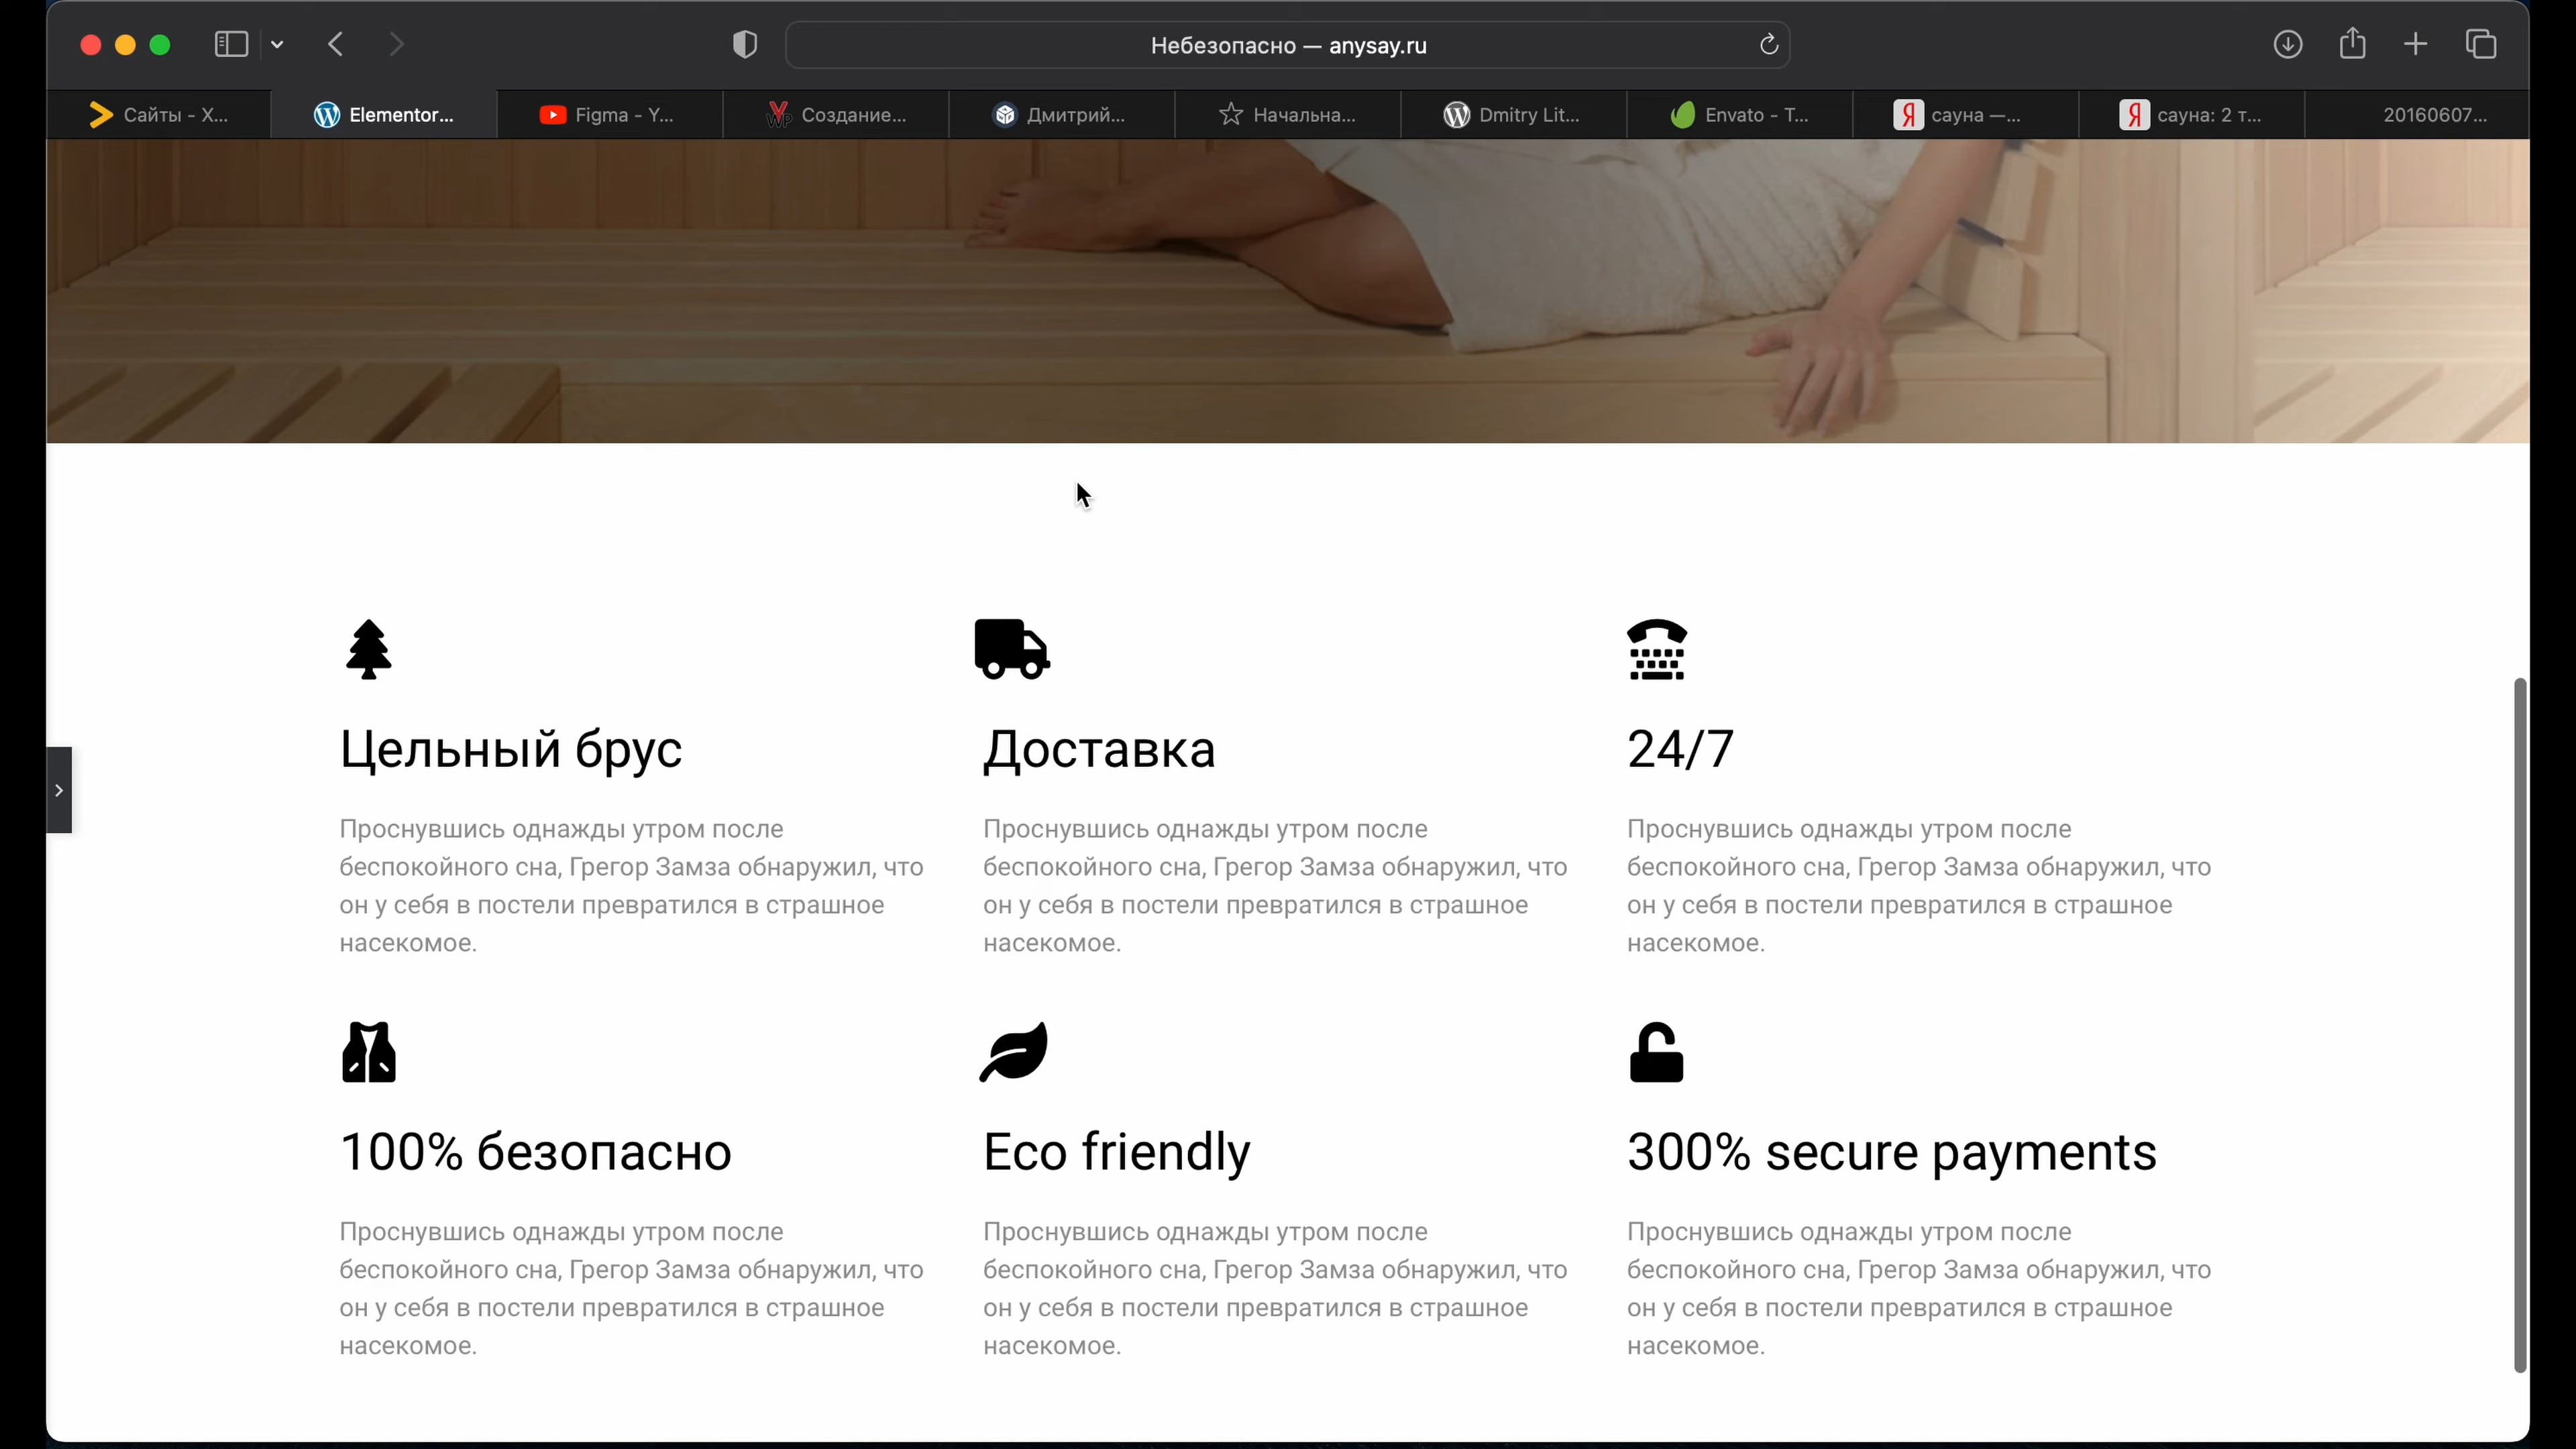 Небезопасно — anysay.ru
Сайты - X...
Elementor...
Figma - Y...
Создание...
Дмитрий...
Начальна...
Dmitry Lit...
Envato - T...
сауна —...
сауна: 2 т...
20160607...
Цельный брус
Доставка
24/7
Проснувшись однажды утром после
беспокойного сна, Грегор Замза обнаружил, что
он у себя в постели превратился в страшное
насекомое.
Проснувшись однажды утром после
беспокойного сна, Грегор Замза обнаружил, что
он у себя в постели превратился в страшное
насекомое.
Проснувшись однажды утром после
беспокойного сна, Грегор Замза обнаружил, что
он у себя в постели превратился в страшное
насекомое.
100% безопасно
Eco friendly
300% secure payments
Проснувшись однажды утром после
беспокойного сна, Грегор Замза обнаружил, что
он у себя в постели превратился в страшное
насекомое.
Проснувшись однажды утром после
беспокойного сна, Грегор Замза обнаружил, что
он у себя в постели превратился в страшное
насекомое.
Проснувшись однажды утром после
беспокойного сна, Грегор Замза обнаружил, что
он у себя в постели превратился в страшное
насекомое.